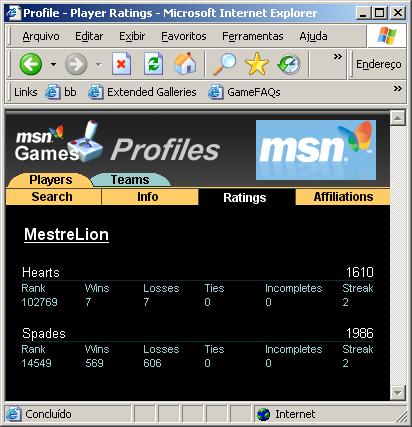 Profile - Player Ratings - Microsoft Internet Explorer
Arquivo Editar Exibir Favoritos Ferramentas Ajuda
» Endereço
Links bb Extended Galleries GameFAQs
msn Games Profiles msn
Players Teams
Search Info Ratings Affiliations
MestreLion
Hearts 1610
Rank Wins Losses Ties Incompletes Streak
102769 7 7 0 0 2
Spades 1986
Rank Wins Losses Ties Incompletes Streak
14549 569 606 0 0 2
Concluído Internet